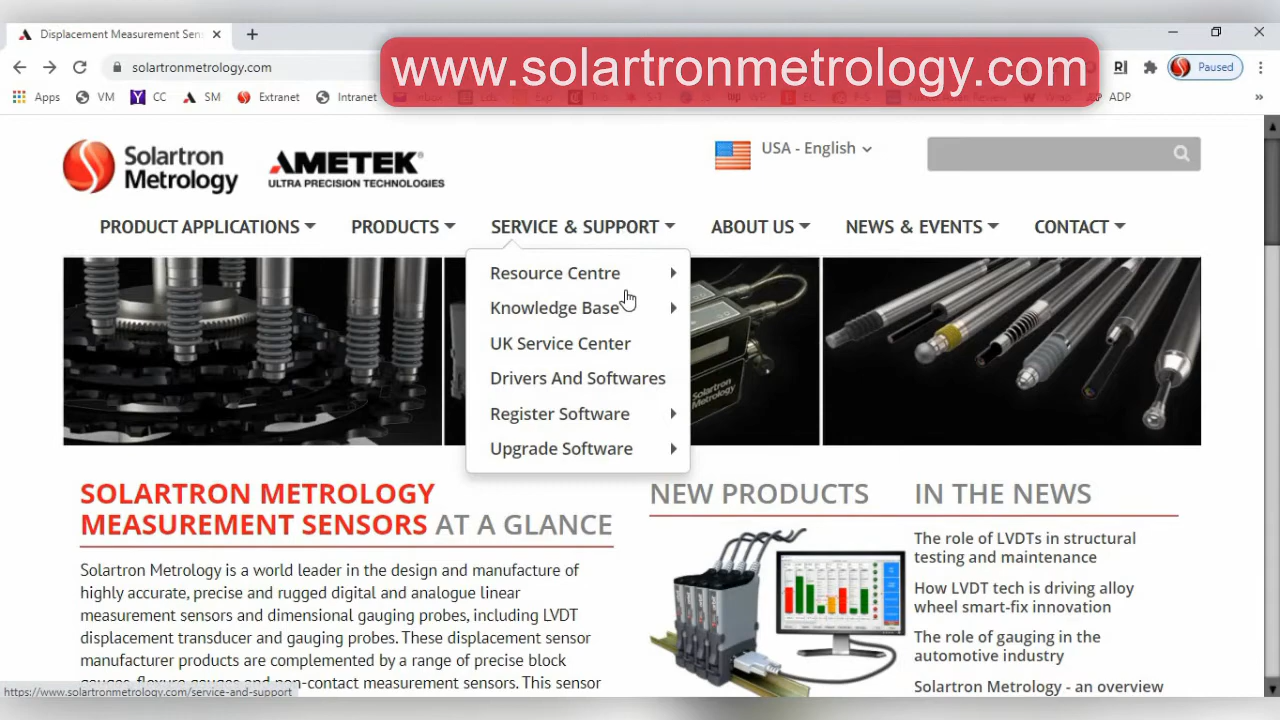 Displacement Measurement Sen
www.solartronmetrology.com
solartronmetrology.com
Paused
Apps
VM
CC
SM
Extranet
Intranet
Inbox
ADP
Solartron Metrology
AMETEK
ULTRA PRECISION TECHNOLOGIES
USA - English
PRODUCT APPLICATIONS
PRODUCTS
SERVICE & SUPPORT
ABOUT US
NEWS & EVENTS
CONTACT
Resource Centre
Knowledge Base
UK Service Center
Drivers And Softwares
Register Software
Upgrade Software
Solartron
Metrology
SOLARTRON METROLOGY
MEASUREMENT SENSORS AT A GLANCE
Solartron Metrology is a world leader in the design and manufacture of
highly accurate, precise and rugged digital and analogue linear
measurement sensors and dimensional gauging probes, including LVDT
displacement transducer and gauging probes. These displacement sensor
manufacturer products are complemented by a range of precise block
gauges, flexure gauges and non-contact measurement sensors. This sensor
NEW PRODUCTS
IN THE NEWS
The role of LVDTs in structural
testing and maintenance
How LVDT tech is driving alloy
wheel smart-fix innovation
The role of gauging in the
automotive industry
Solartron Metrology - an overview
https://www.solartronmetrology.com/service-and-support